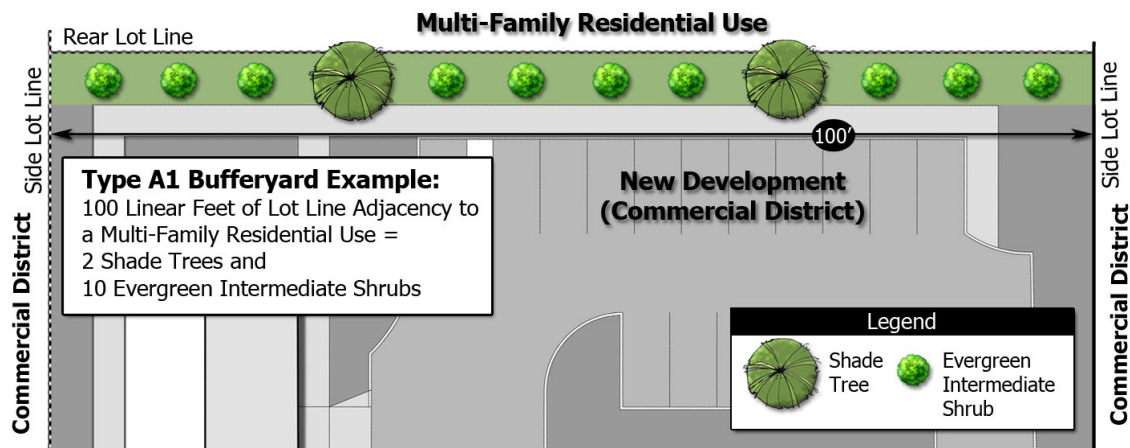 Multi-Family Residential Use
Rear Lot Line
Side Lot Line
Commercial District
100’
Type A1 Bufferyard Example:
100 Linear Feet of Lot Line Adjacency to
a Multi-Family Residential Use =
2 Shade Trees and
10 Evergreen Intermediate Shrubs
New Development
(Commercial District)
Legend
Shade
Tree
Evergreen
Intermediate
Shrub
Side Lot Line
Commercial District